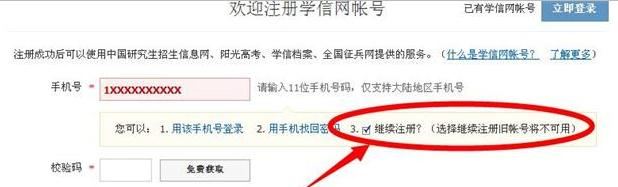 欢迎注册学信网帐号 已有学信网帐号 立即登录
注册成功后可以使用中国研究生招生信息网、阳光高考、学信档案、全国征兵网提供的服务。（什么是学信网帐号？ 了解更多）
手机号 * 1XXXXXXXXXX 请输入11位手机号码，仅支持大陆地区手机号
您可以： 1. 用该手机号登录 2. 用手机找回密码 3. 继续注册？（选择继续注册旧帐号将不可用）
校验码 * 免费获取